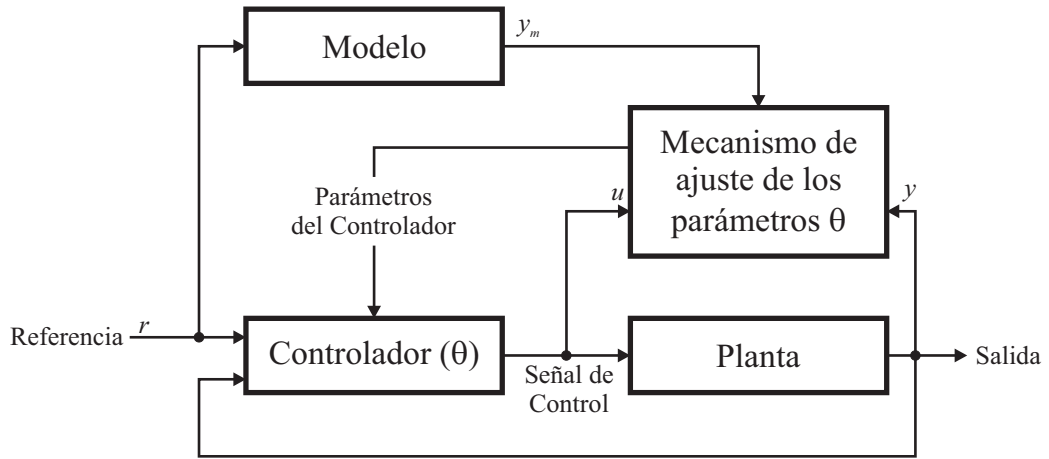 Modelo
y_m
Mecanismo de
ajuste de los
parámetros θ
Parámetros
del Controlador
u
y
Referencia
r
Controlador (θ)
Señal de
Control
Planta
Salida